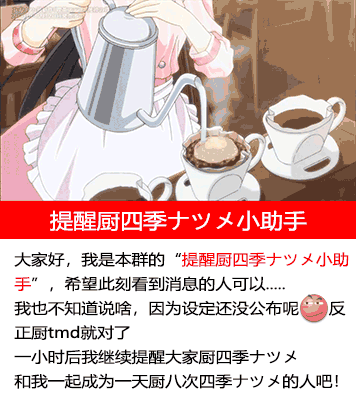 提醒厨四季ナツメ小助手
大家好，我是本群的“提醒厨四季ナツメ小助
手”，希望此刻看到消息的人可以.....
我也不知道说啥，因为设定还没公布呢反
正厨tmd就对了
一小时后我继续提醒大家厨四季ナツメ
和我一起成为一天厨八次四季ナツメ的人吧！